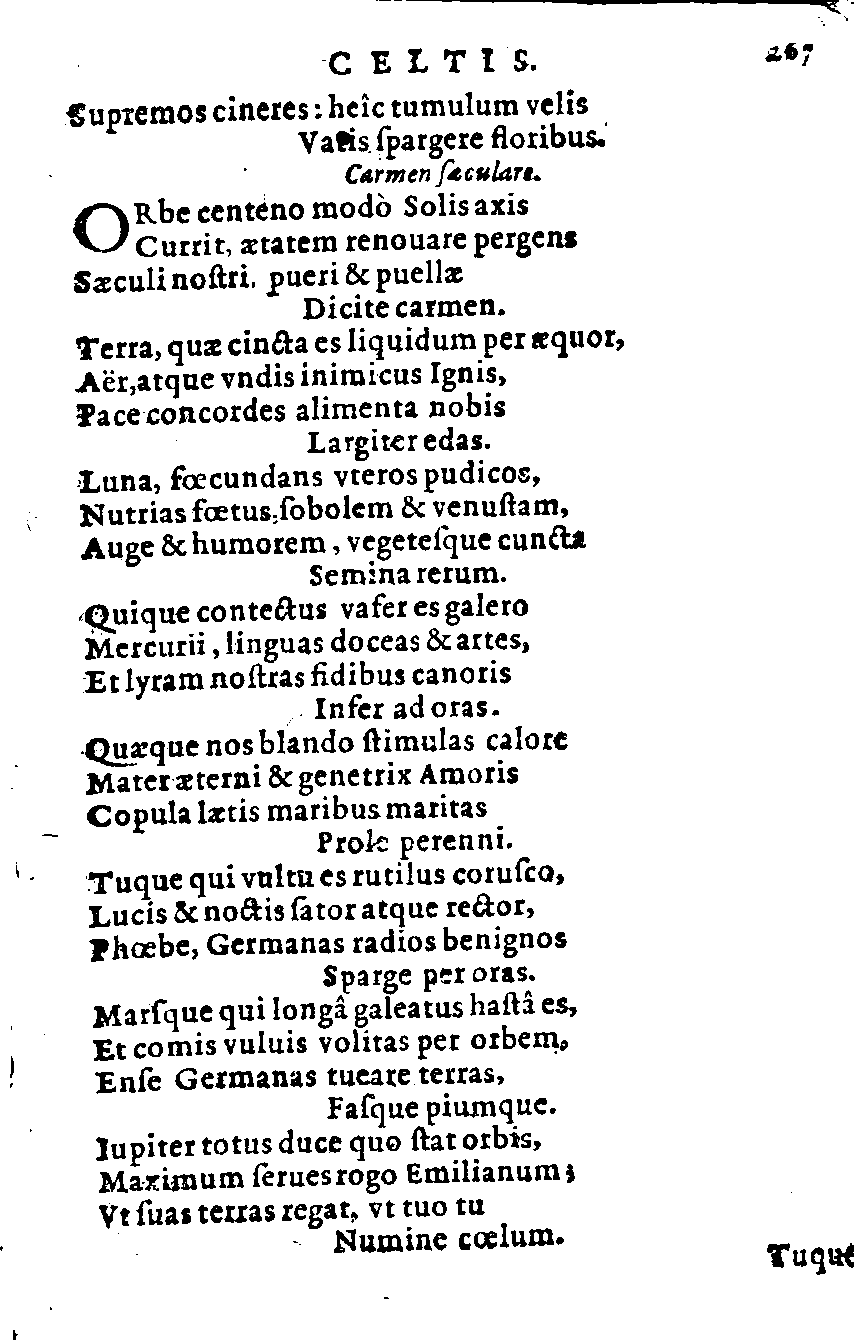 CELTIS. 267
Supremos cineres: heîc tumulum velis
Vatis ſpargere floribus.
Carmen ſæculare.
ORbe centeno modò Solis axis
Currit, ætatem renouare pergens
Sæculi noſtri, pueri & puellæ
Dicite carmen.
Terra, quæ cincta es liquidum per æquor,
Aër, atque vndis inimicus Ignis,
Pace concordes alimenta nobis
Largiter edas.
Luna, fœcundans vteros pudicos,
Nutrias fœtus, ſobolem & venuſtam,
Auge & humorem, vegeteſque cuncta
Semina rerum.
Quique contectus vafer es galero
Mercurii, linguas doceas & artes,
Et lyram noſtras fidibus canoris
Infer ad oras.
Quæque nos blando ſtimulas calore
Mater æterni & genetrix Amoris
Copula lætis maribus maritas
Prole perenni.
Tuque qui vultu es rutilus coruſco,
Lucis & noctis ſator atque rector,
Phœbe, Germanas radios benignos
Sparge per oras.
Marſque qui longâ galeatus haſtâ es,
Et comis vuluis volitas per orbem,
Enſe Germanas tueare terras,
Faſque piumque.
Iupiter totus duce quo ſtat orbis,
Maximum ſerues rogo Emilianum;
Vt ſuas terras regat, vt tuo tu
Numine cœlum.
Tuque